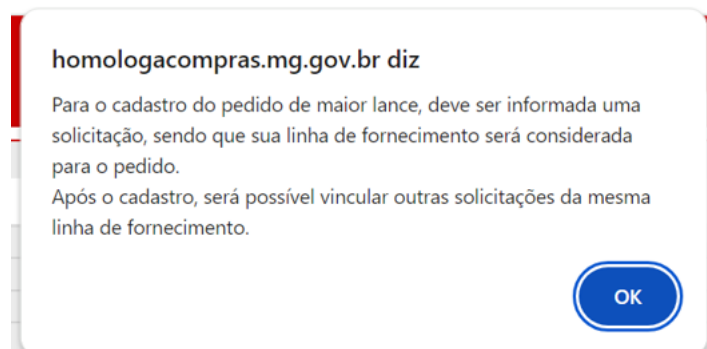 homologacompras.mg.gov.br diz
Para o cadastro do pedido de maior lance, deve ser informada uma
solicitação, sendo que sua linha de fornecimento será considerada
para o pedido.
Após o cadastro, será possível vincular outras solicitações da mesma
linha de fornecimento.
OK